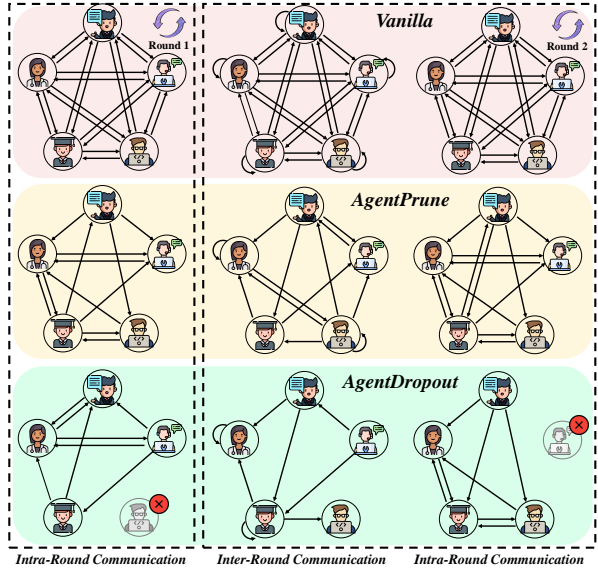 Vanilla
Round 1
Round 2
AgentPrune
AgentDropout
Intra-Round Communication
Inter-Round Communication
Intra-Round Communication